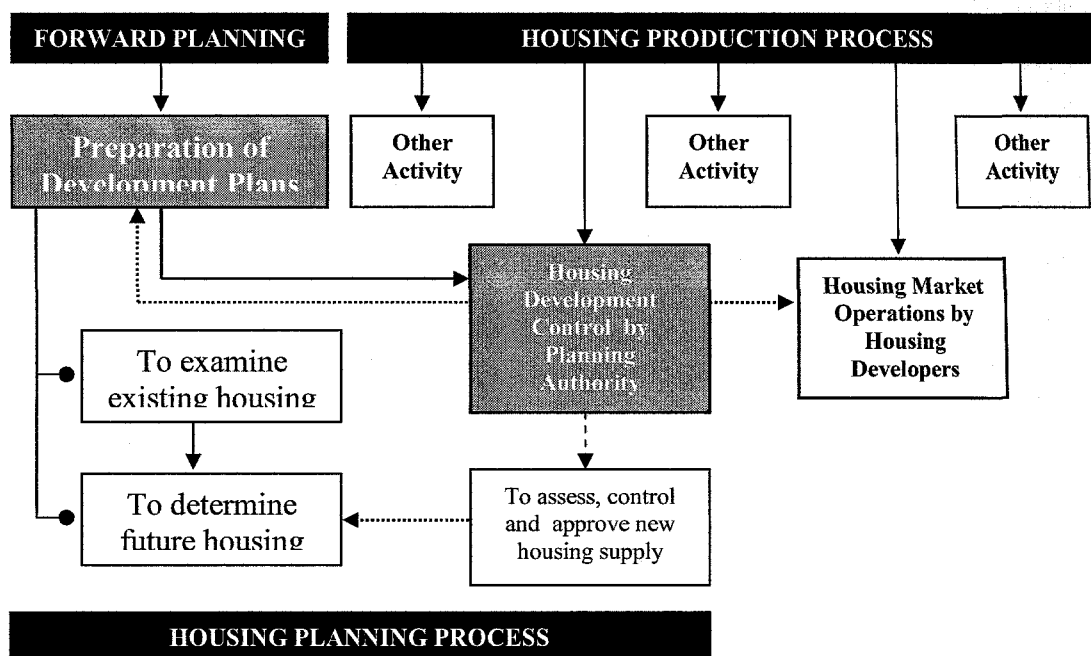 FORWARD PLANNING
HOUSING PRODUCTION PROCESS
Preparation of
Development Plans
Other
Activity
Other
Activity
Other
Activity
Housing
Development
Control by
Planning
Authority
Housing Market
Operations by
Housing
Developers
To examine
existing housing
To determine
future housing
To assess, control
and approve new
housing supply
HOUSING PLANNING PROCESS